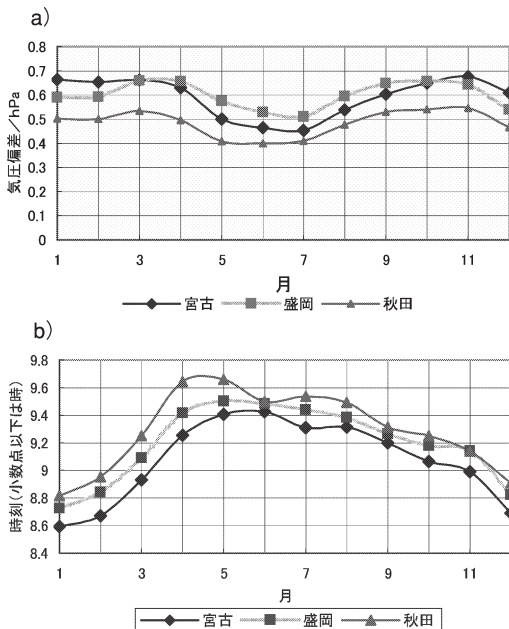 a)
気圧偏差/hPa
0.8
0.7
0.6
0.5
0.4
0.3
0.2
0.1
0
1 3 5 7 9 11
月
宮古 盛岡 秋田
b)
時刻(小数点以下は時)
9.8
9.6
9.4
9.2
9
8.8
8.6
8.4
1 3 5 7 9 11
月
宮古 盛岡 秋田